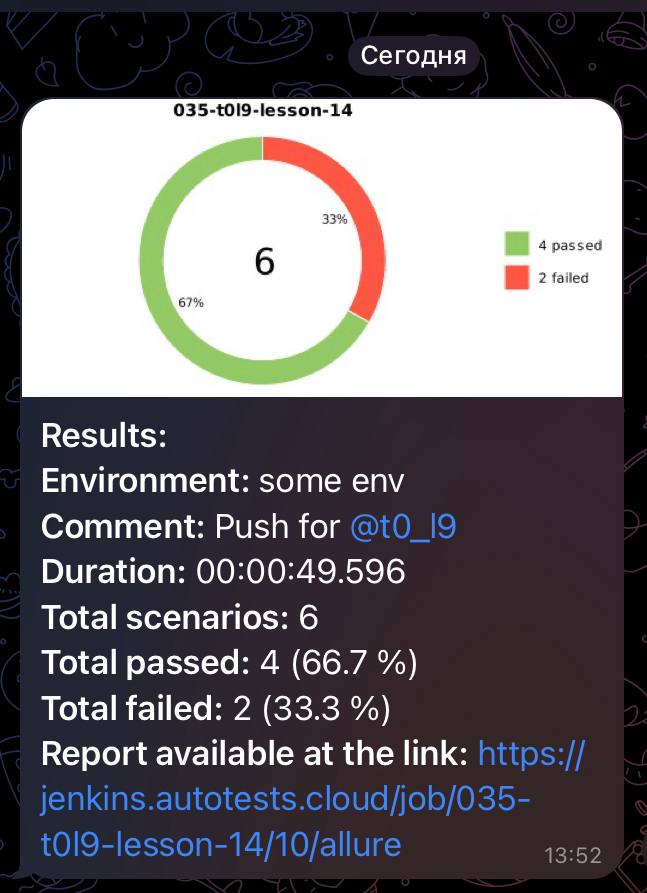 Сегодня
035-t0l9-lesson-14
33%
6
67%
4 passed
2 failed
Results:
Environment: some env
Comment: Push for @t0_l9
Duration: 00:00:49.596
Total scenarios: 6
Total passed: 4 (66.7 %)
Total failed: 2 (33.3 %)
Report available at the link: https://
jenkins.autotests.cloud/job/035-
t0l9-lesson-14/10/allure
13:52